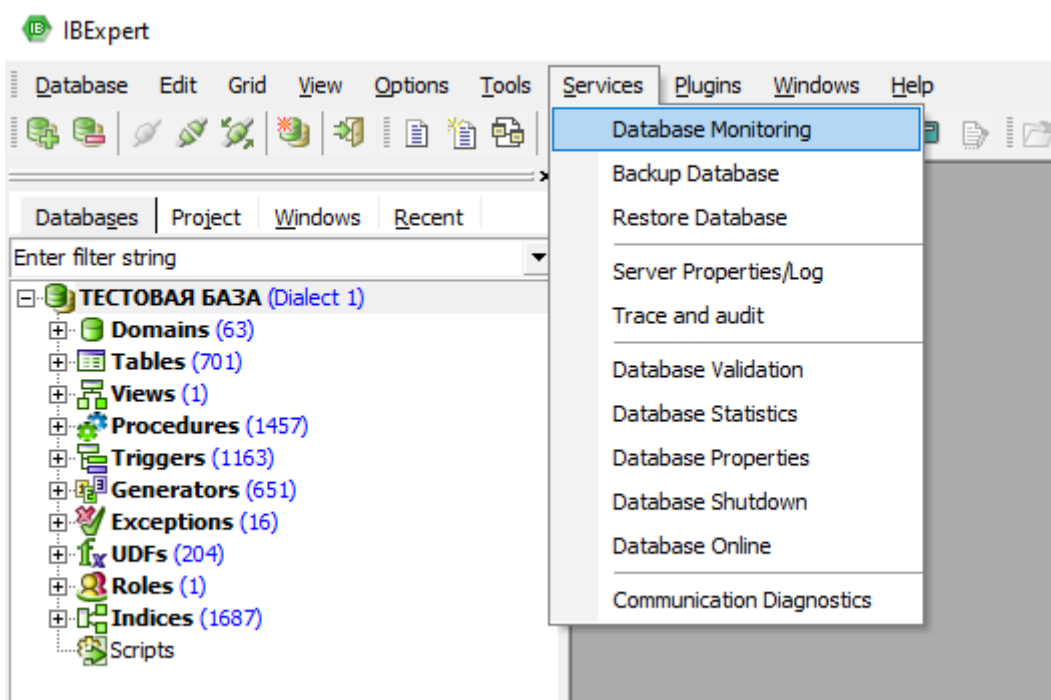 IB IBExpert
Database Edit Grid View Options Tools Services Plugins Windows Help
Database Monitoring
Backup Database
Restore Database
Server Properties/Log
Trace and audit
Database Validation
Database Statistics
Database Properties
Database Shutdown
Database Online
Communication Diagnostics
Databases Project Windows Recent
Enter filter string
ТЕСТОВАЯ БАЗА (Dialect 1)
Domains (63)
Tables (701)
Views (1)
Procedures (1457)
Triggers (1163)
Generators (651)
Exceptions (16)
UDFs (204)
Roles (1)
Indices (1687)
Scripts